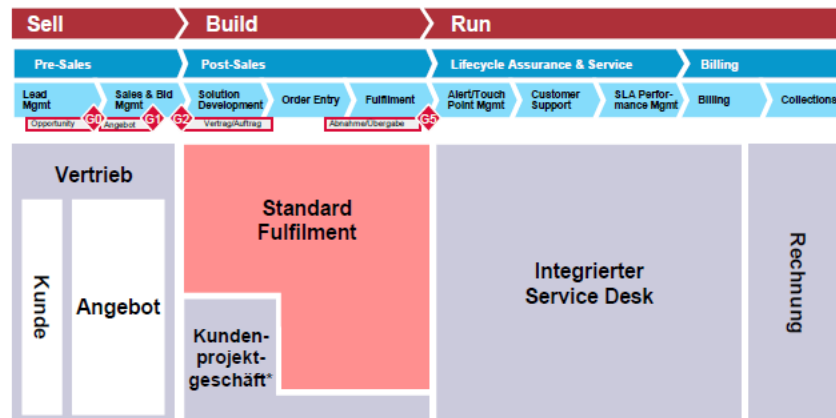 Sell
Build
Run
Pre-Sales
Post-Sales
Lifecycle Assurance & Service
Billing
Lead
Mgmt
Sales & Bid
Mgmt
Solution
Development
Order Entry
Fulfilment
Alert/Touch
Point Mgmt
Customer
Support
SLA Perfor-
mance Mgmt
Billing
Collections
Opportunity
G0
Angebot
G1
G2
Vertrag/Auftrag
Abnahme/Übergabe
G5
Vertrieb
Kunde
Angebot
Standard
Fulfilment
Kunden-
projekt-
geschäft*
Integrierter
Service Desk
Rechnung